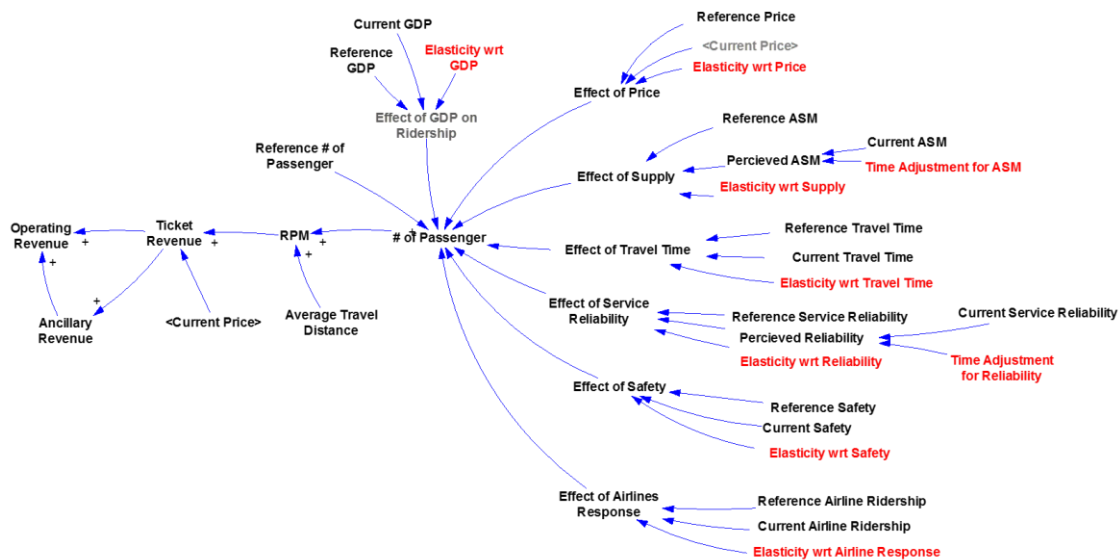 Reference Price
Current GDP
<Current Price>
Reference
GDP
Elasticity wrt
GDP
Elasticity wrt Price
Effect of Price
Effect of GDP on
Ridership
Reference ASM
Reference # of
Passenger
Current ASM
Percieved ASM
Time Adjustment for ASM
Effect of Supply
Elasticity wrt Supply
Operating
Revenue
+
Ticket
Revenue
+
RPM
+
+
+
# of Passenger
Reference Travel Time
Effect of Travel Time
Current Travel Time
+
Elasticity wrt Travel Time
+
Ancillary
Revenue
<Current Price>
Average Travel
Distance
Effect of Service
Reliability
Reference Service Reliability
Current Service Reliability
Percieved Reliability
Elasticity wrt Reliability
Time Adjustment
for Reliability
Effect of Safety
Reference Safety
Current Safety
Elasticity wrt Safety
Effect of Airlines
Response
Reference Airline Ridership
Current Airline Ridership
Elasticity wrt Airline Response